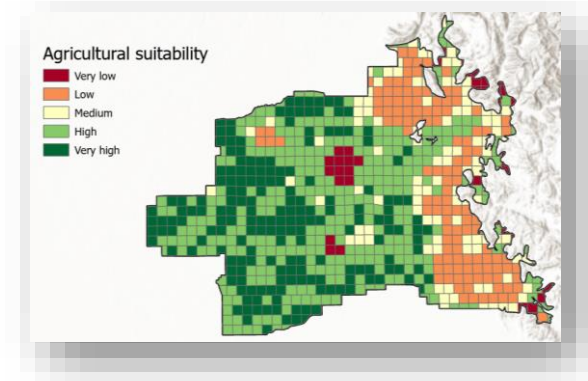 Agricultural suitability
Very low
Low
Medium
High
Very high